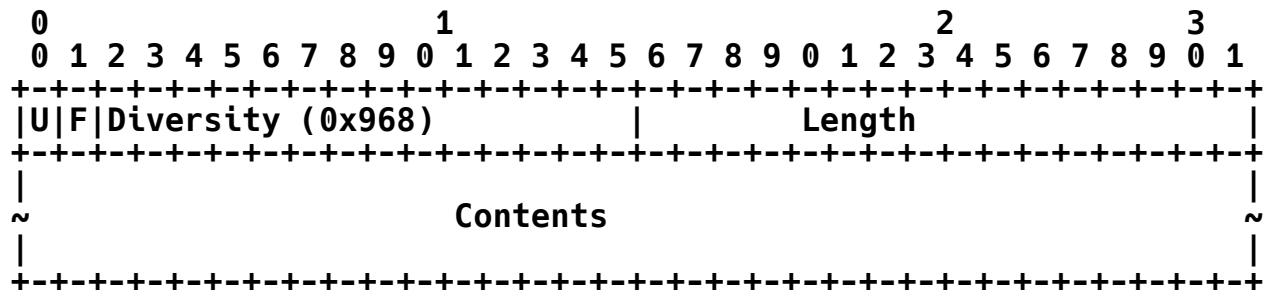 0                   1                         2            3
 0 1 2 3 4 5 6 7 8 9 0 1 2 3 4 5 6 7 8 9 0 1 2 3 4 5 6 7 8 9 0 1
+-+-+-+-+-+-+-+-+-+-+-+-+-+-+-+-+-+-+-+-+-+-+-+-+-+-+-+-+-+-+-+-+
|U|F|Diversity (0x968)          |        Length                 |
+-+-+-+-+-+-+-+-+-+-+-+-+-+-+-+-+-+-+-+-+-+-+-+-+-+-+-+-+-+-+-+-+
|                                                               |
~                      Contents                                 ~
|                                                               |
+-+-+-+-+-+-+-+-+-+-+-+-+-+-+-+-+-+-+-+-+-+-+-+-+-+-+-+-+-+-+-+-+